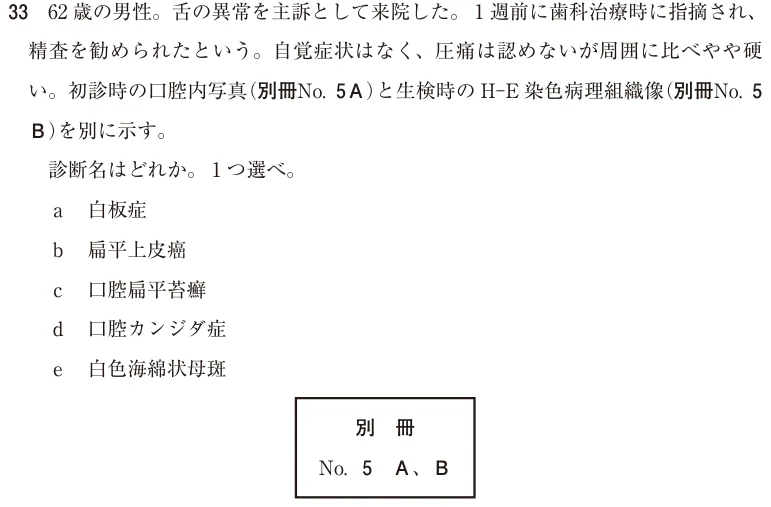 33 62歳の男性。舌の異常を主訴として来院した。1週前に歯科治療時に指摘され、
精査を勧められたという。自覚症状はなく、圧痛は認めないが周囲に比べやや硬
い。初診時の口腔内写真(別冊No. 5A)と生検時のH-E染色病理組織像(別冊No. 5
B)を別に示す。
診断名はどれか。1つ選べ。
a 白板症
b 扁平上皮癌
c 口腔扁平苔癬
d 口腔カンジダ症
e 白色海綿状母斑
別 冊
No. 5 A、B